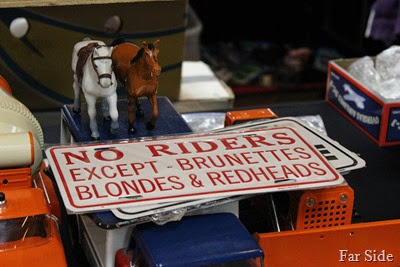 NO RIDERS
EXCEPT - BRUNETTES
BLONDES & REDHEADS
Far Side